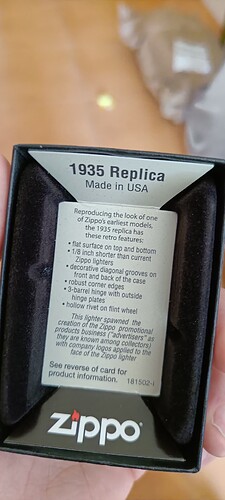 1935 Replica
Made in USA
Reproducing the look of one
of Zippo's earliest models,
the 1935 replica has
these retro features:
• flat surface on top and bottom
• 1/8 inch shorter than current
Zippo lighters
• decorative diagonal grooves on
front and back of the case
• robust corner edges
• 3-barrel hinge with outside
hinge plates
• hollow rivet on flint wheel
This lighter spawned the
creation of the Zippo promotional
products business ("advertisers" as
they are known among collectors)
with company logos applied to the
face of the Zippo lighter
See reverse of card for
product information. 181502-I
zippo®